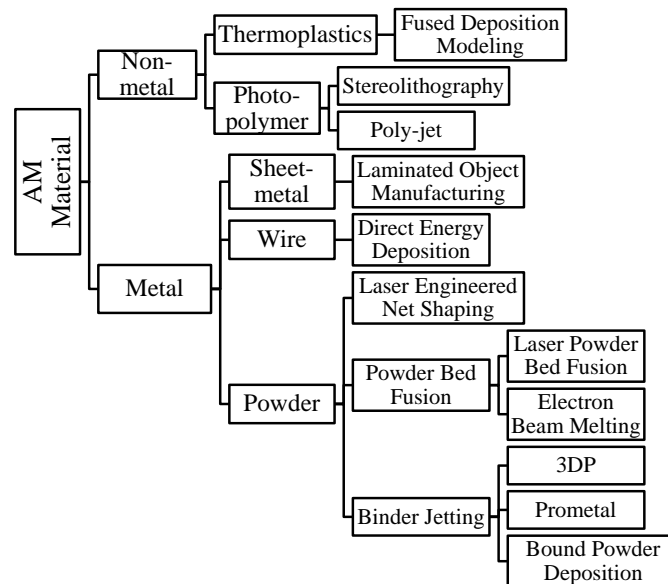 AM
Material
Non-
metal
Thermoplastics
Fused Deposition
Modeling
Photo-
polymer
Stereolithography
Poly-jet
Metal
Sheet-
metal
Laminated Object
Manufacturing
Wire
Direct Energy
Deposition
Powder
Laser Engineered
Net Shaping
Powder Bed
Fusion
Laser Powder
Bed Fusion
Electron
Beam Melting
Binder Jetting
3DP
Prometal
Bound Powder
Deposition